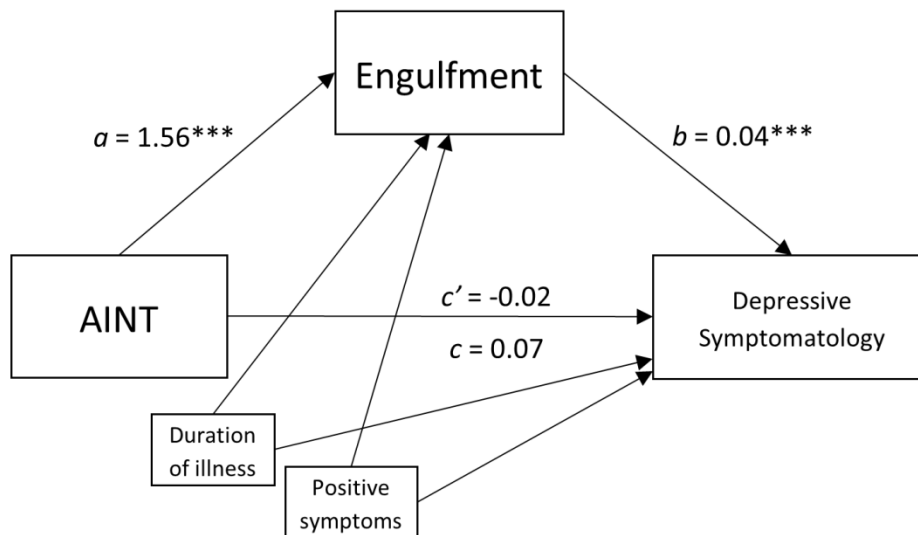 Engulfment
a = 1.56***
b = 0.04***
AINT
c’ = -0.02
c = 0.07
Depressive
Symptomatology
Duration
of illness
Positive
symptoms